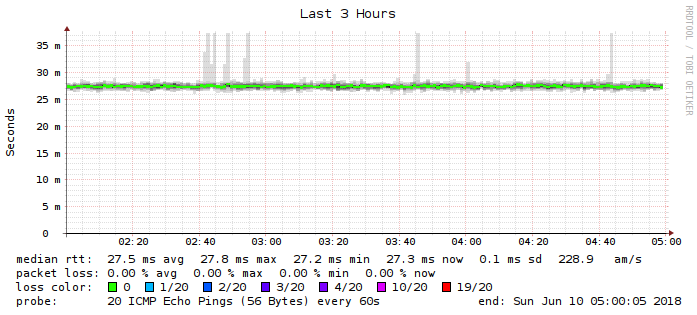 Last 3 Hours
RRDTOOL / TOBI OETIKER
Seconds
35 m
30 m
25 m
20 m
15 m
10 m
5 m
0
02:20 02:40 03:00 03:20 03:40 04:00 04:20 04:40 05:00
median rtt: 27.5 ms avg 27.8 ms max 27.2 ms min 27.3 ms now 0.1 ms sd 228.9 am/s
packet loss: 0.00 % avg 0.00 % max 0.00 % min 0.00 % now
loss color: 0 1/20 2/20 3/20 4/20 10/20 19/20
probe: 20 ICMP Echo Pings (56 Bytes) every 60s end: Sun Jun 10 05:00:05 2018